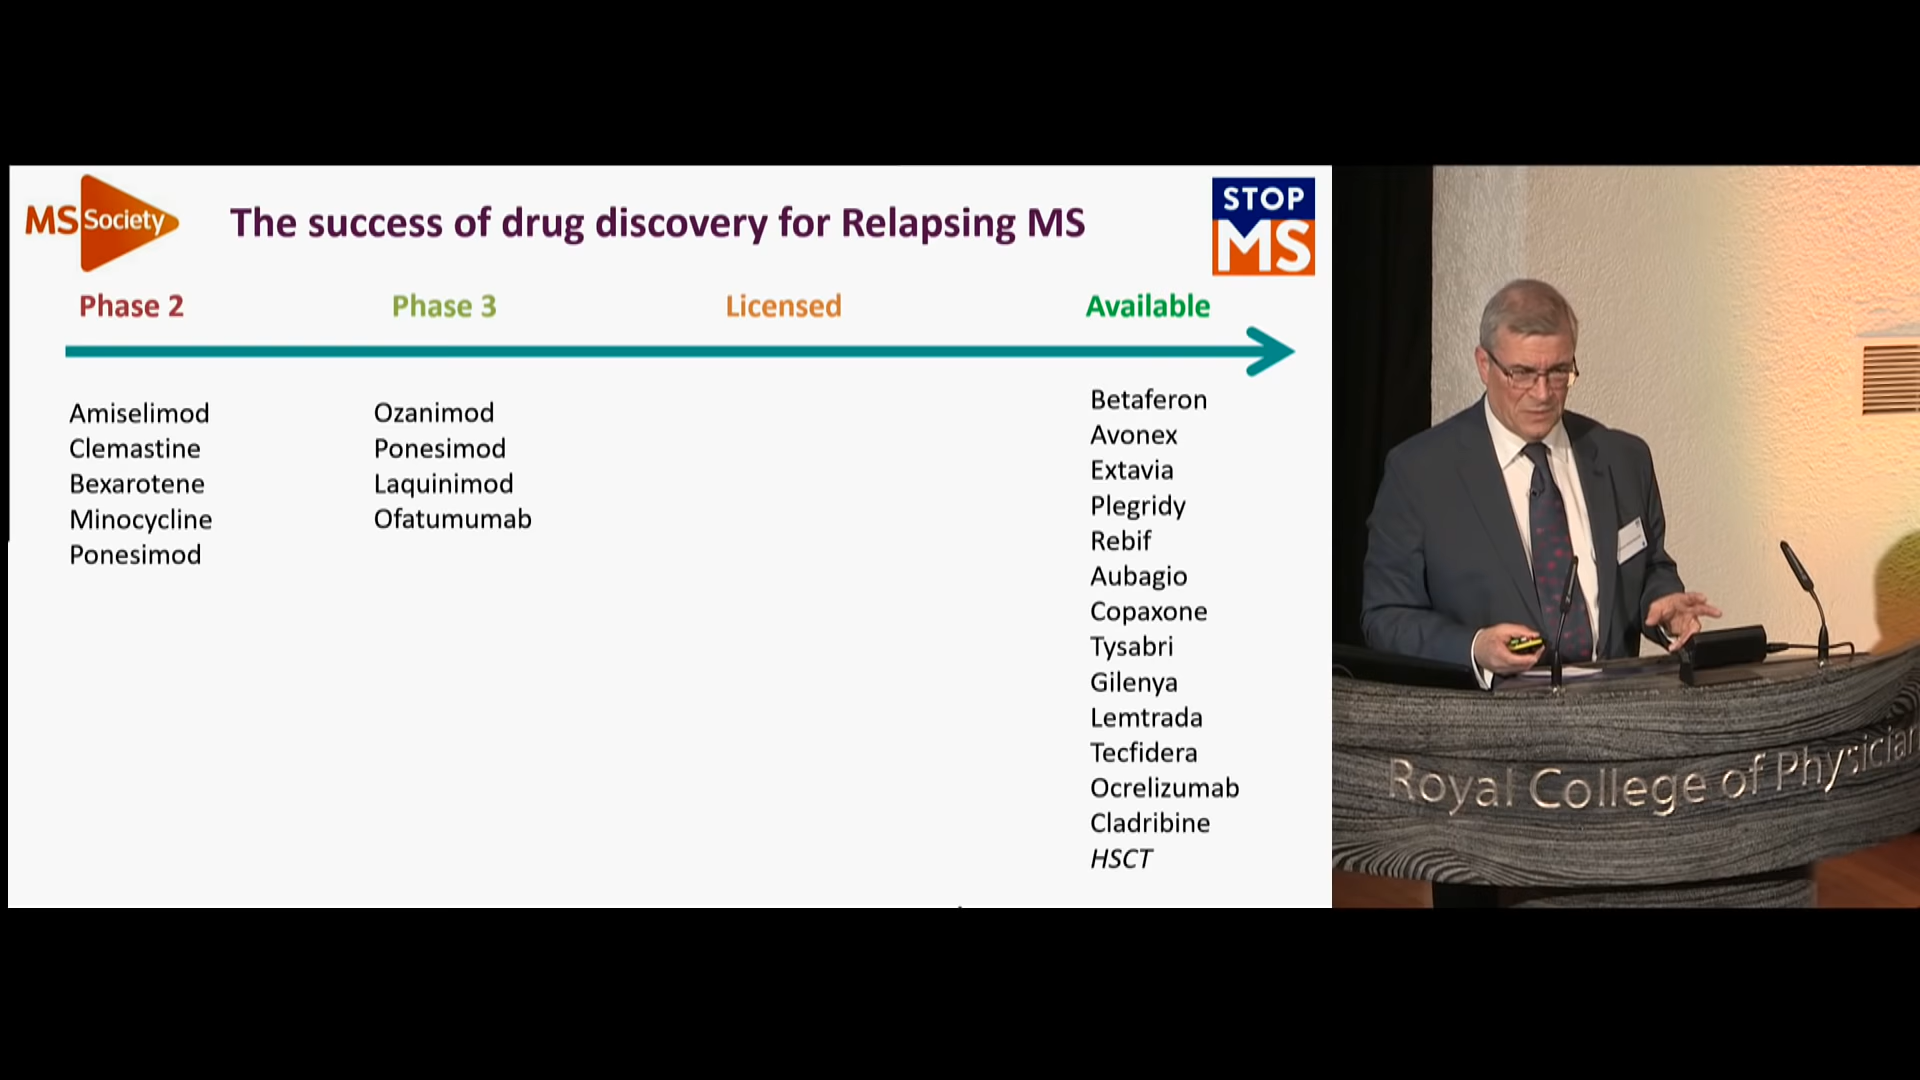 MS Society
The success of drug discovery for Relapsing MS
STOP
MS
Phase 2
Phase 3
Licensed
Available
Amiselimod
Clemastine
Bexarotene
Minocycline
Ponesimod
Ozanimod
Ponesimod
Laquinimod
Ofatumumab
Betaferon
Avonex
Extavia
Plegridy
Rebif
Aubagio
Copaxone
Tysabri
Gilenya
Lemtrada
Tecfidera
Ocrelizumab
Cladribine
HSCT
Royal College of Physician